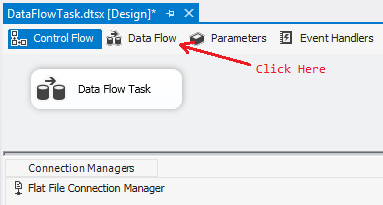 DataFlowTask.dtsx [Design]*
Control Flow Data Flow Parameters Event Handlers
Click Here
Data Flow Task
Connection Managers
Flat File Connection Manager